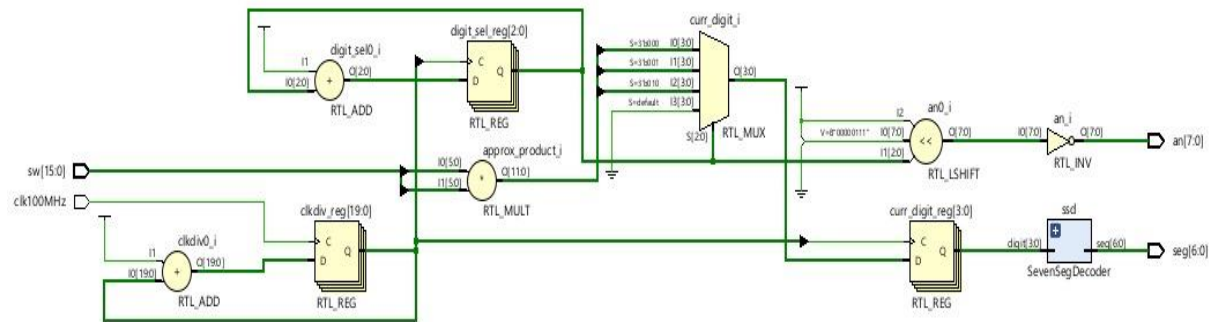 curr_digit_i
digit_sel_reg[2:0]
S=3'b000
I0[3:0]
digit_sel0_i
C
S=3'b001
I1[3:0]
O[3:0]
I1
O[2:0]
D
Q
S=3'b010
I2[3:0]
an0_i
I0[2:0]
+
S=default
I3[3:0]
I2
an_i
RTL_ADD
RTL_REG
S[2:0]
RTL_MUX
V=B"00000111"
I0[7:0]
<<
O[7:0]
I0[7:0]
O[7:0]
an[7:0]
approx_product_i
I1[2:0]
RTL_INV
sw[15:0]
I0[5:0]
*
O[11:0]
RTL_LSHIFT
I1[5:0]
clk100MHz
clkdiv_reg[19:0]
RTL_MULT
curr_digit_reg[3:0]
ssd
clkdiv0_i
C
C
I1
O[19:0]
D
Q
D
Q
digit[3:0]
seg[6:0]
seg[6:0]
I0[19:0]
+
SevenSegDecoder
RTL_ADD
RTL_REG
RTL_REG